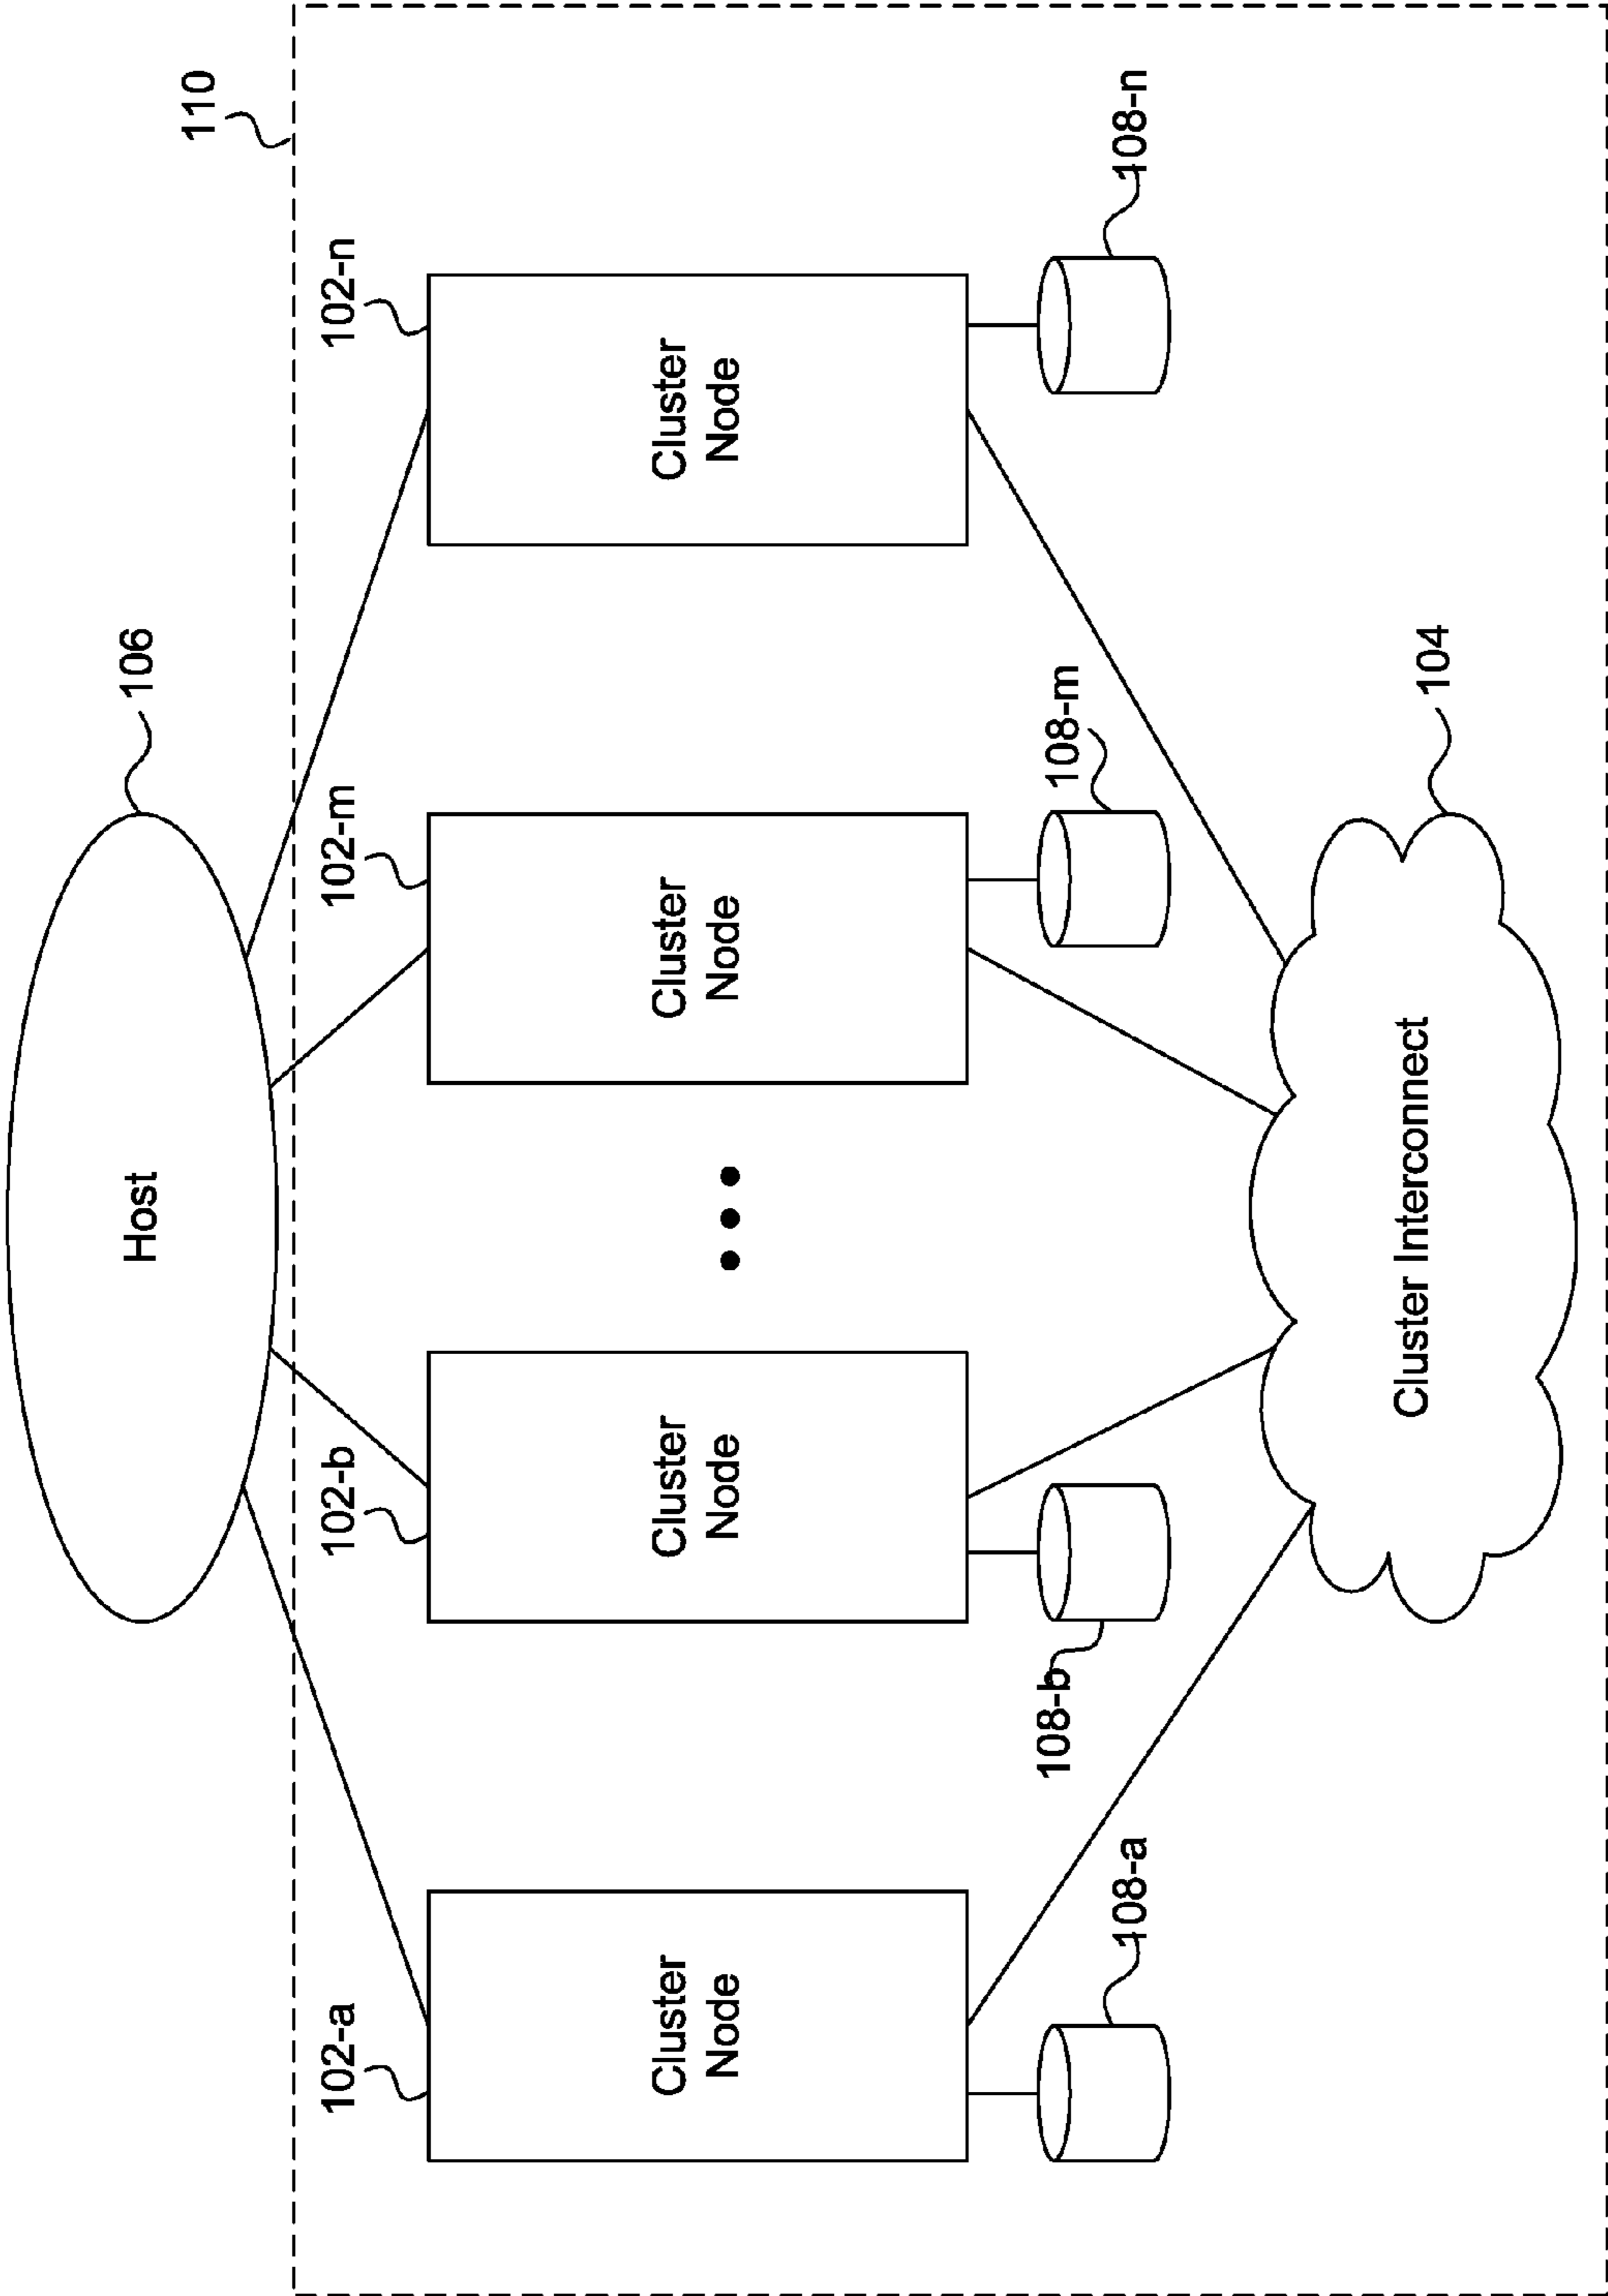 106
Host
110
102-a
102-b
102-m
102-n
Cluster
Node
Cluster
Node
Cluster
Node
Cluster
Node
108-a
108-b
108-m
108-n
Cluster Interconnect
104